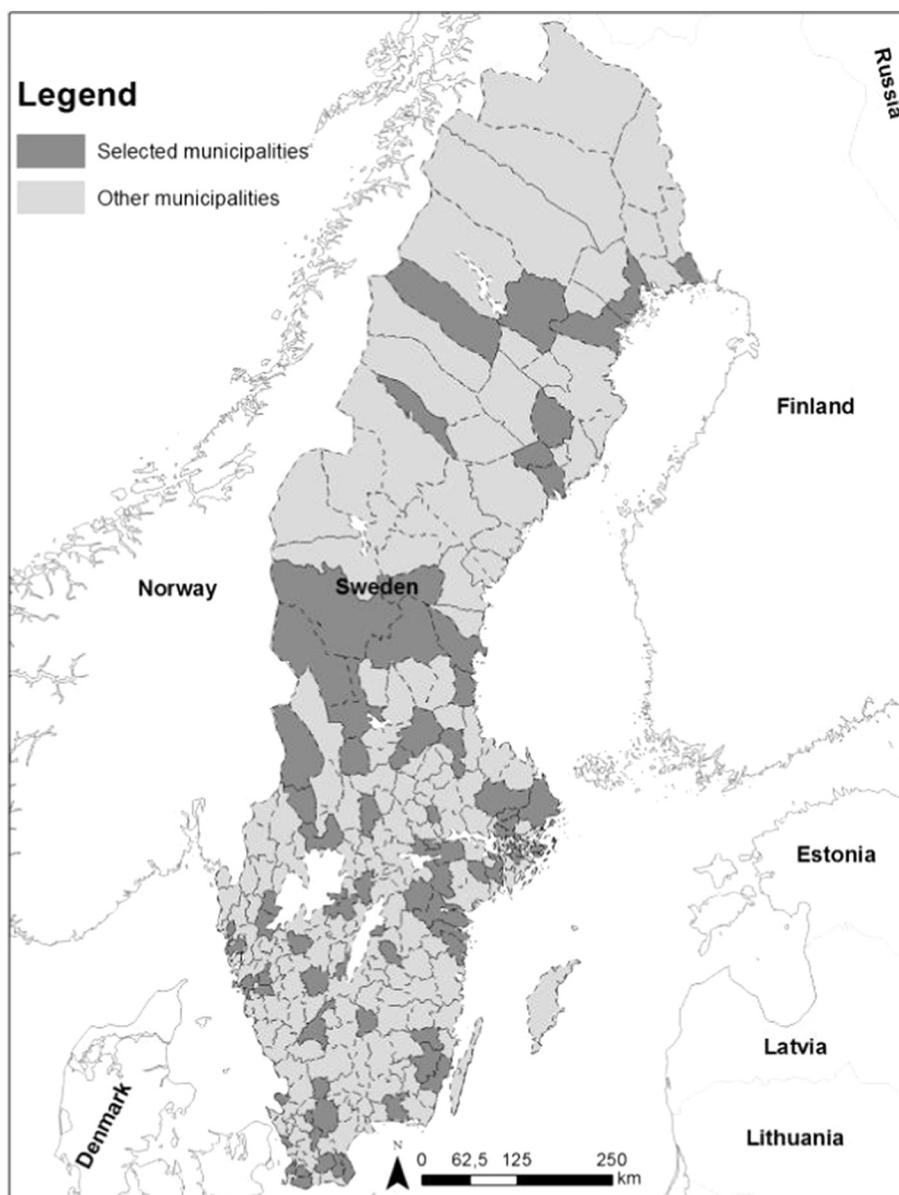 Russia
Legend
Selected municipalities
Other municipalities
Finland
Norway
Sweden
Estonia
Latvia
Denmark
Lithuania
N
0 62,5 125 250
km